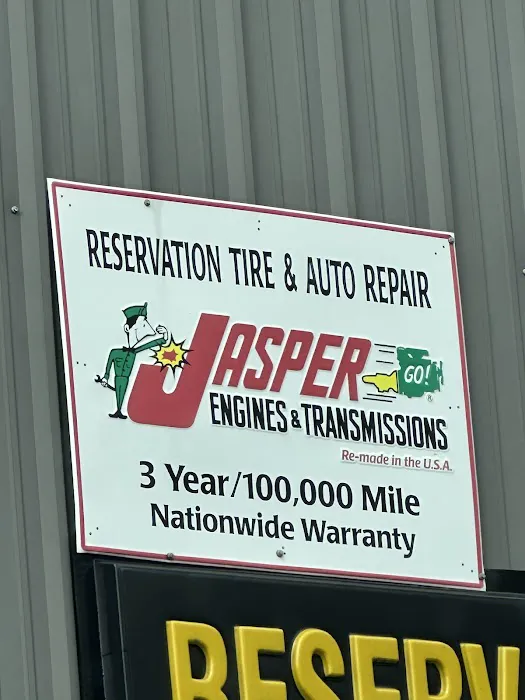 RESERVATION TIRE & AUTO REPAIR
JASPER
GO!
®
ENGINES & TRANSMISSIONS
Re-made in the U.S.A.
3 Year/100,000 Mile
Nationwide Warranty
RESERV